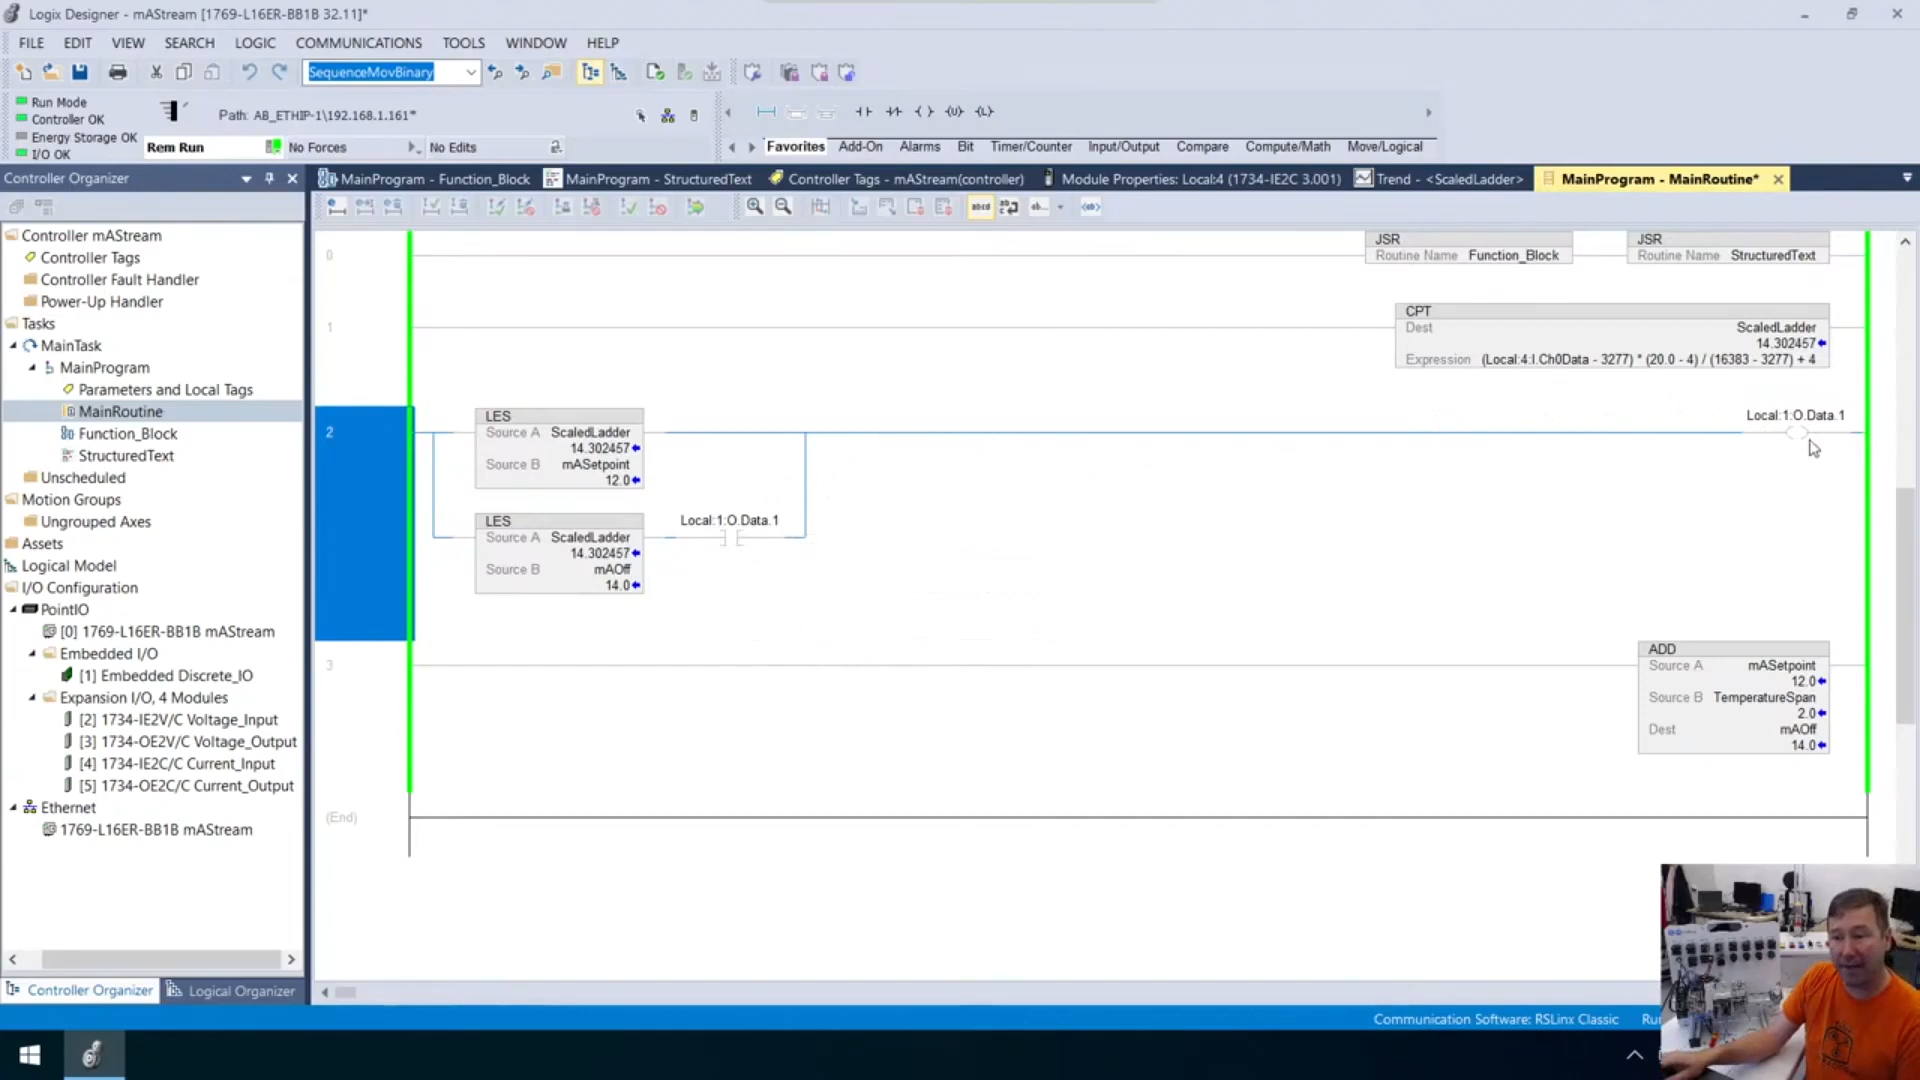 Logix Designer - mAStream [1769-L16ER-BB1B 32.11]*
FILE EDIT VIEW SEARCH LOGIC COMMUNICATIONS TOOLS WINDOW HELP
SequenceMovBinary
Run Mode
Controller OK
Energy Storage OK
I/O OK
Path: AB_ETHIP-1\192.168.1.161*
Rem Run No Forces No Edits
Favorites Add-On Alarms Bit Timer/Counter Input/Output Compare Compute/Math Move/Logical
Controller Organizer
MainProgram - Function_Block MainProgram - StructuredText Controller Tags - mAStream(controller) Module Properties: Local:4 (1734-IE2C 3.001) Trend - <ScaledLadder> MainProgram - MainRoutine*
Controller mAStream
Controller Tags
Controller Fault Handler
Power-Up Handler
Tasks
MainTask
MainProgram
Parameters and Local Tags
MainRoutine
Function_Block
StructuredText
Unscheduled
Motion Groups
Ungrouped Axes
Assets
Logical Model
I/O Configuration
PointIO
[0] 1769-L16ER-BB1B mAStream
Embedded I/O
[1] Embedded Discrete_IO
Expansion I/O, 4 Modules
[2] 1734-IE2V/C Voltage_Input
[3] 1734-OE2V/C Voltage_Output
[4] 1734-IE2C/C Current_Input
[5] 1734-OE2C/C Current_Output
Ethernet
1769-L16ER-BB1B mAStream
Controller Organizer Logical Organizer
abcd
0
JSR
Routine Name Function_Block
JSR
Routine Name StructuredText
1
CPT
Dest ScaledLadder
14.302457
Expression (Local:4:I.Ch0Data - 3277) * (20.0 - 4) / (16383 - 3277) + 4
2
LES
Source A ScaledLadder
14.302457
Source B mASetpoint
12.0
Local:1:O.Data.1
LES
Source A ScaledLadder
14.302457
Source B mAOff
14.0
Local:1:O.Data.1
3
ADD
Source A mASetpoint
12.0
Source B TemperatureSpan
2.0
Dest mAOff
14.0
(End)
Communication Software: RSLinx Classic